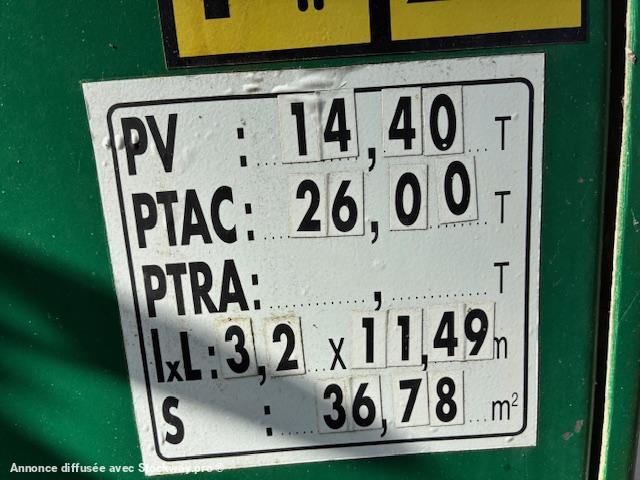 PV : 14,40 T
PTAC : 26,00 T
PTRA : ........, ........ T
lxL : 3,2 x 11,49 m
S : 36,78 m²
Annonce diffusée avec Stockway.pro ©